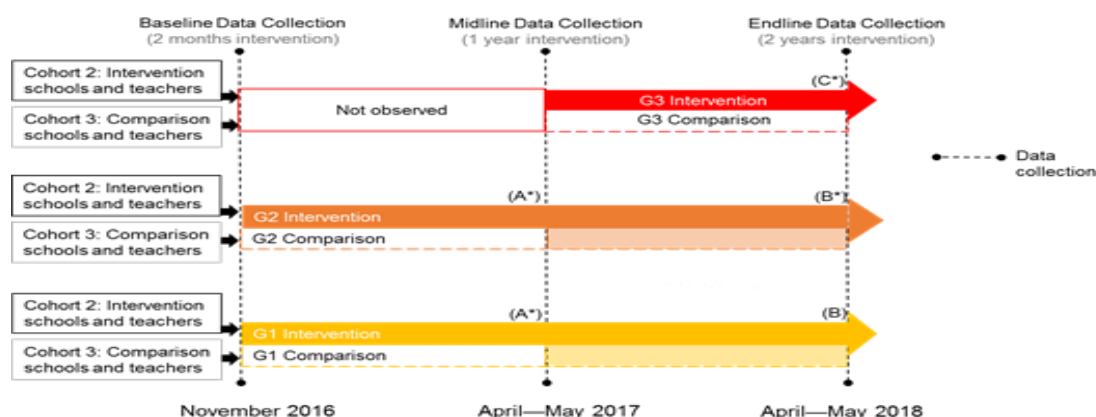 Baseline Data Collection
(2 months intervention)
Midline Data Collection
(1 year intervention)
Endline Data Collection
(2 years intervention)
Cohort 2: Intervention
schools and teachers
Cohort 3: Comparison
schools and teachers
Not observed
(C*)
G3 Intervention
G3 Comparison
Data
collection
Cohort 2: Intervention
schools and teachers
Cohort 3: Comparison
schools and teachers
(A*)
(B*)
G2 Intervention
G2 Comparison
Cohort 2: Intervention
schools and teachers
Cohort 3: Comparison
schools and teachers
(A*)
(B)
G1 Intervention
G1 Comparison
November 2016
April—May 2017
April—May 2018